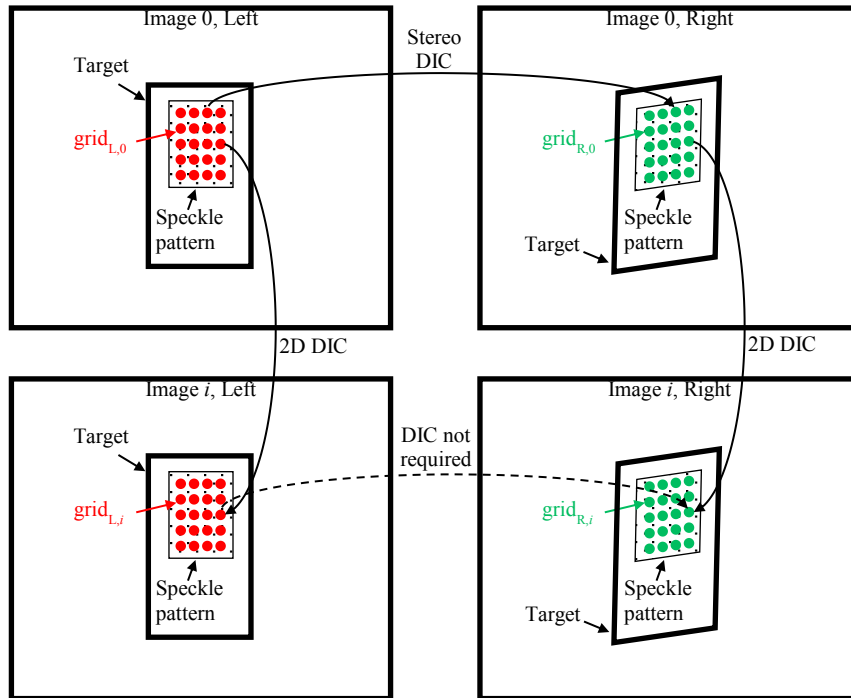 Image 0, Left
Image 0, Right
Stereo
DIC
Target
grid_L,0
Speckle
pattern
grid_R,0
Speckle
pattern
Target
2D DIC
2D DIC
Image i, Left
Image i, Right
Target
DIC not
required
grid_L,i
Speckle
pattern
grid_R,i
Speckle
pattern
Target